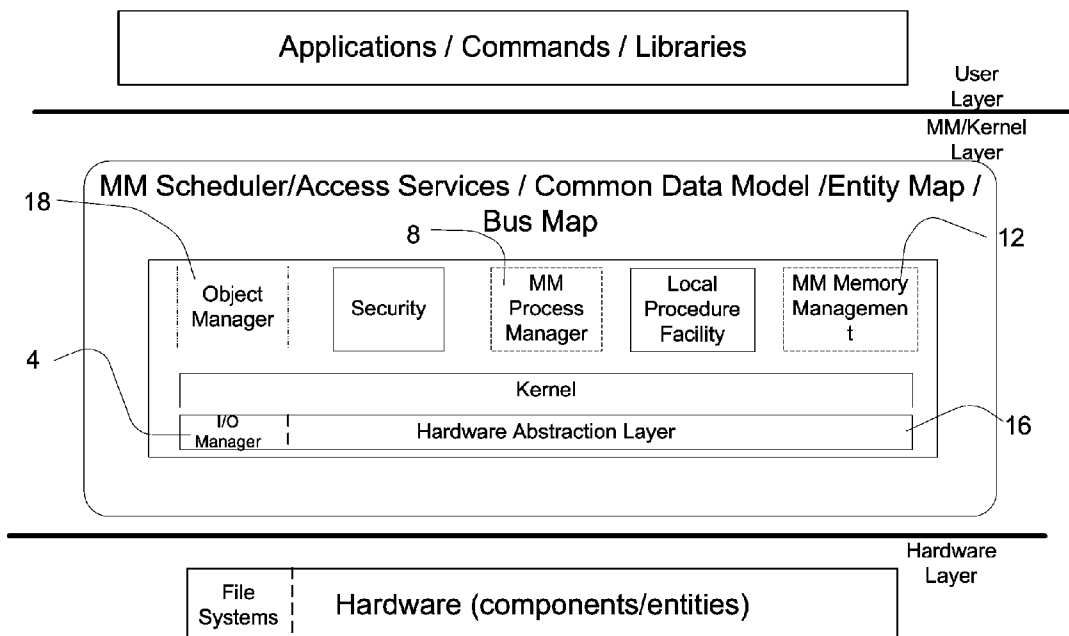 Applications / Commands / Libraries
User
Layer
MM/Kernel
Layer
MM Scheduler/Access Services / Common Data Model /Entity Map /
Bus Map
18
8
12
Object
Manager
Security
MM
Process
Manager
Local
Procedure
Facility
MM Memory
Managemen
t
4
Kernel
I/O
Manager
Hardware Abstraction Layer
16
Hardware
Layer
File
Systems
Hardware (components/entities)